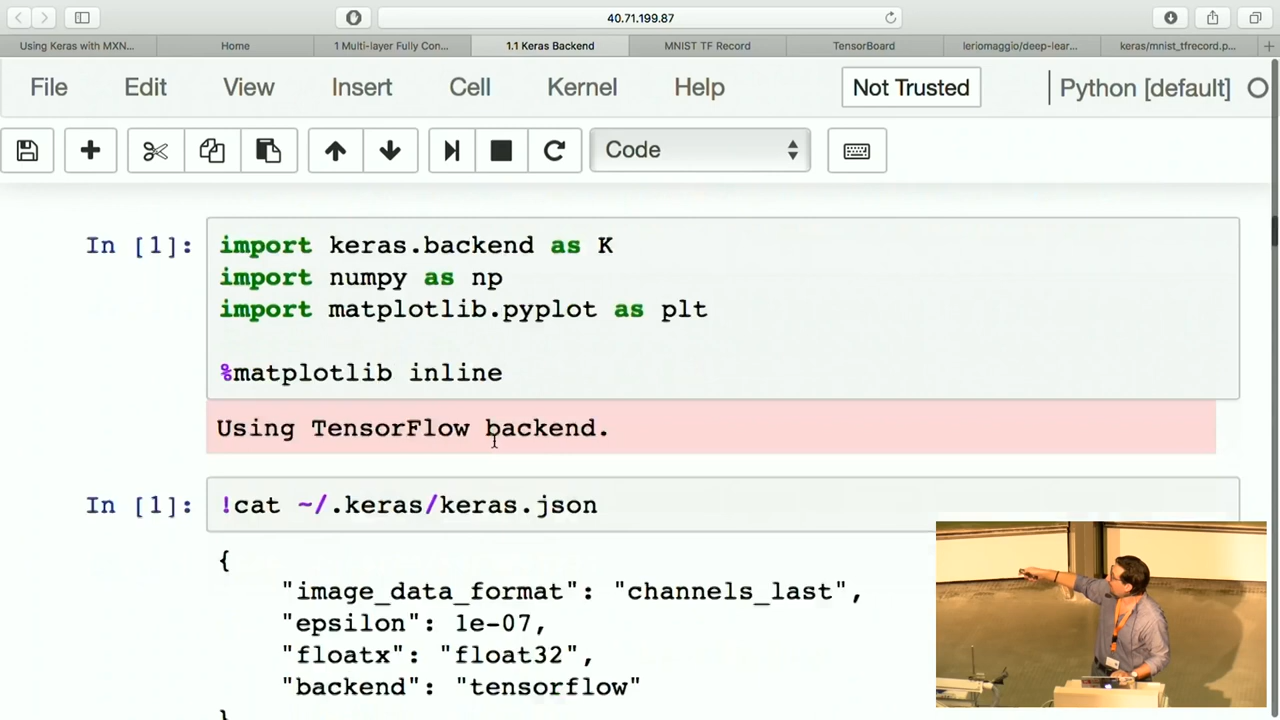 40.71.199.87
Using Keras with MXN...
Home
1 Multi-layer Fully Con...
1.1 Keras Backend
MNIST TF Record
TensorBoard
leriomaggio/deep-lear...
keras/mnist_tfrecord.p...
File Edit View Insert Cell Kernel Help Not Trusted Python [default]
Code
In [1]:
import keras.backend as K
import numpy as np
import matplotlib.pyplot as plt
%matplotlib inline
Using TensorFlow backend.
In [1]:
!cat ~/.keras/keras.json
{
"image_data_format": "channels_last",
"epsilon": 1e-07,
"floatx": "float32",
"backend": "tensorflow"
}